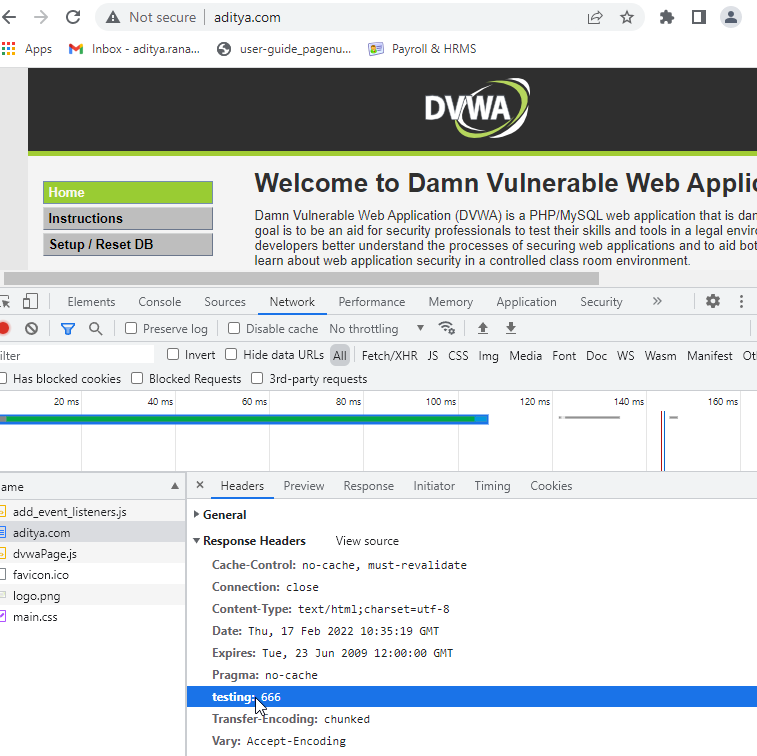 Not secure | aditya.com
Apps Inbox - aditya.rana... user-guide_pagenu... Payroll & HRMS
DVWA
Home
Instructions
Setup / Reset DB
Welcome to Damn Vulnerable Web Applic
Damn Vulnerable Web Application (DVWA) is a PHP/MySQL web application that is dam
goal is to be an aid for security professionals to test their skills and tools in a legal enviro
developers better understand the processes of securing web applications and to aid bot
learn about web application security in a controlled class room environment.
Elements Console Sources Network Performance Memory Application Security »
Preserve log Disable cache No throttling
ilter Invert Hide data URLs All Fetch/XHR JS CSS Img Media Font Doc WS Wasm Manifest Ot
Has blocked cookies Blocked Requests 3rd-party requests
20 ms 40 ms 60 ms 80 ms 100 ms 120 ms 140 ms 160 ms
ame
add_event_listeners.js
aditya.com
dvwaPage.js
favicon.ico
logo.png
main.css
× Headers Preview Response Initiator Timing Cookies
General
Response Headers View source
Cache-Control: no-cache, must-revalidate
Connection: close
Content-Type: text/html;charset=utf-8
Date: Thu, 17 Feb 2022 10:35:19 GMT
Expires: Tue, 23 Jun 2009 12:00:00 GMT
Pragma: no-cache
testing: 666
Transfer-Encoding: chunked
Vary: Accept-Encoding